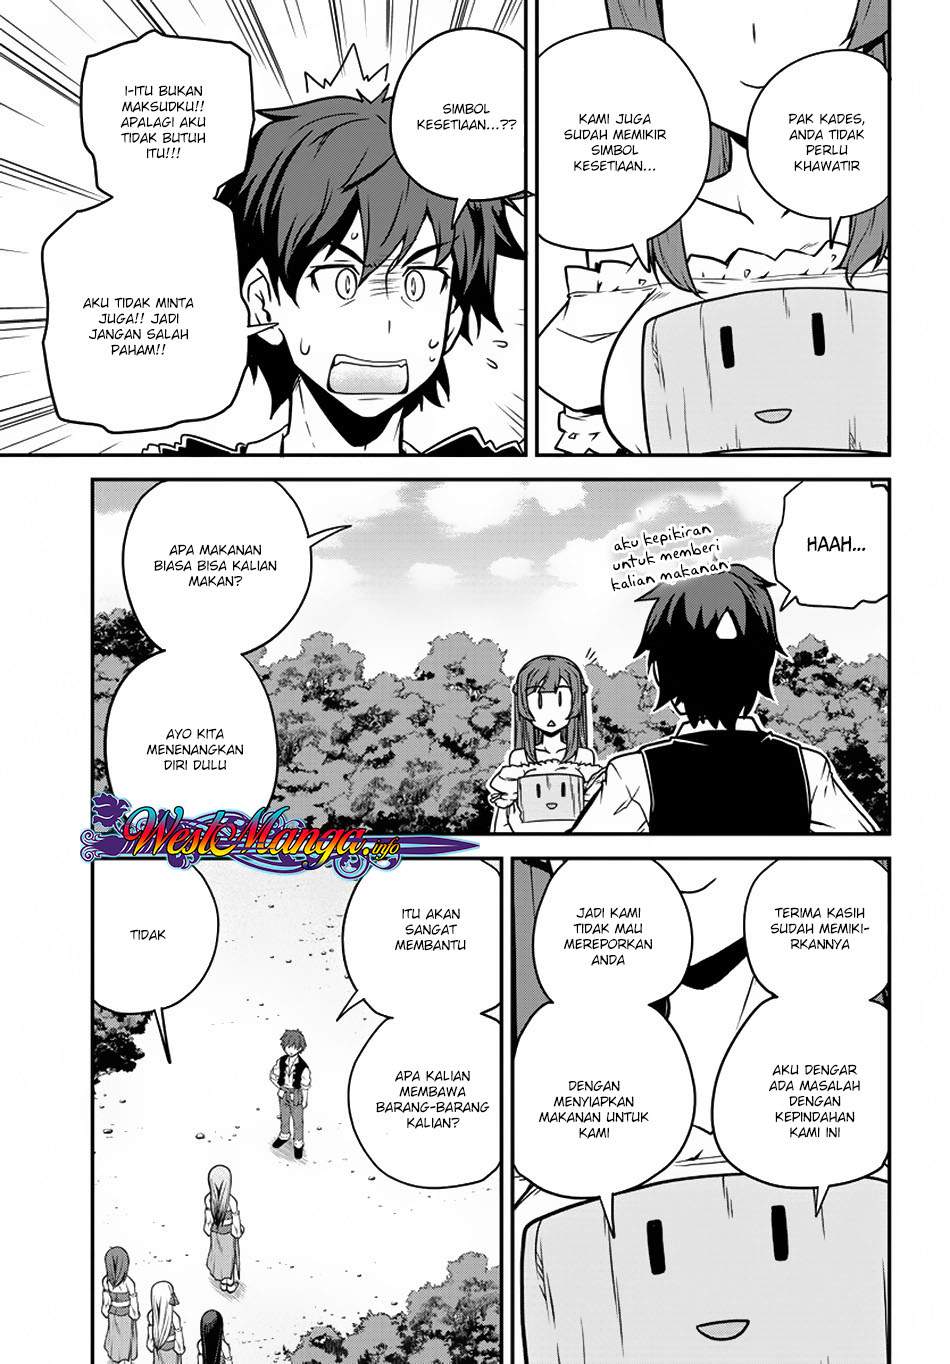 PAK KADES,
ANDA TIDAK
PERLU
KHAWATIR
KAMI JUGA
SUDAH MEMIKIR
SIMBOL
KESETIAAN...
SIMBOL
KESETIAAN...??
I-ITU BUKAN
MAKSUDKU!!
APALAGI AKU
TIDAK BUTUH
ITU!!!
AKU TIDAK MINTA
JUGA!! JADI
JANGAN SALAH
PAHAM!!
HAAH...
aku kepikiran
untuk memberi
kalian makanan
APA MAKANAN
BIASA BISA KALIAN
MAKAN?
AYO KITA
MENENANGKAN
DIRI DULU
WestManga.info
TERIMA KASIH
SUDAH MEMIKI-
RKANNYA
AKU DENGAR
ADA MASALAH
DENGAN
KEPINDAHAN
KAMI INI
JADI KAMI
TIDAK MAU
MEREPORKAN
ANDA
DENGAN
MENYIAPKAN
MAKANAN UNTUK
KAMI
ITU AKAN
SANGAT
MEMBANTU
APA KALIAN
MEMBAWA
BARANG-BARANG
KALIAN?
TIDAK